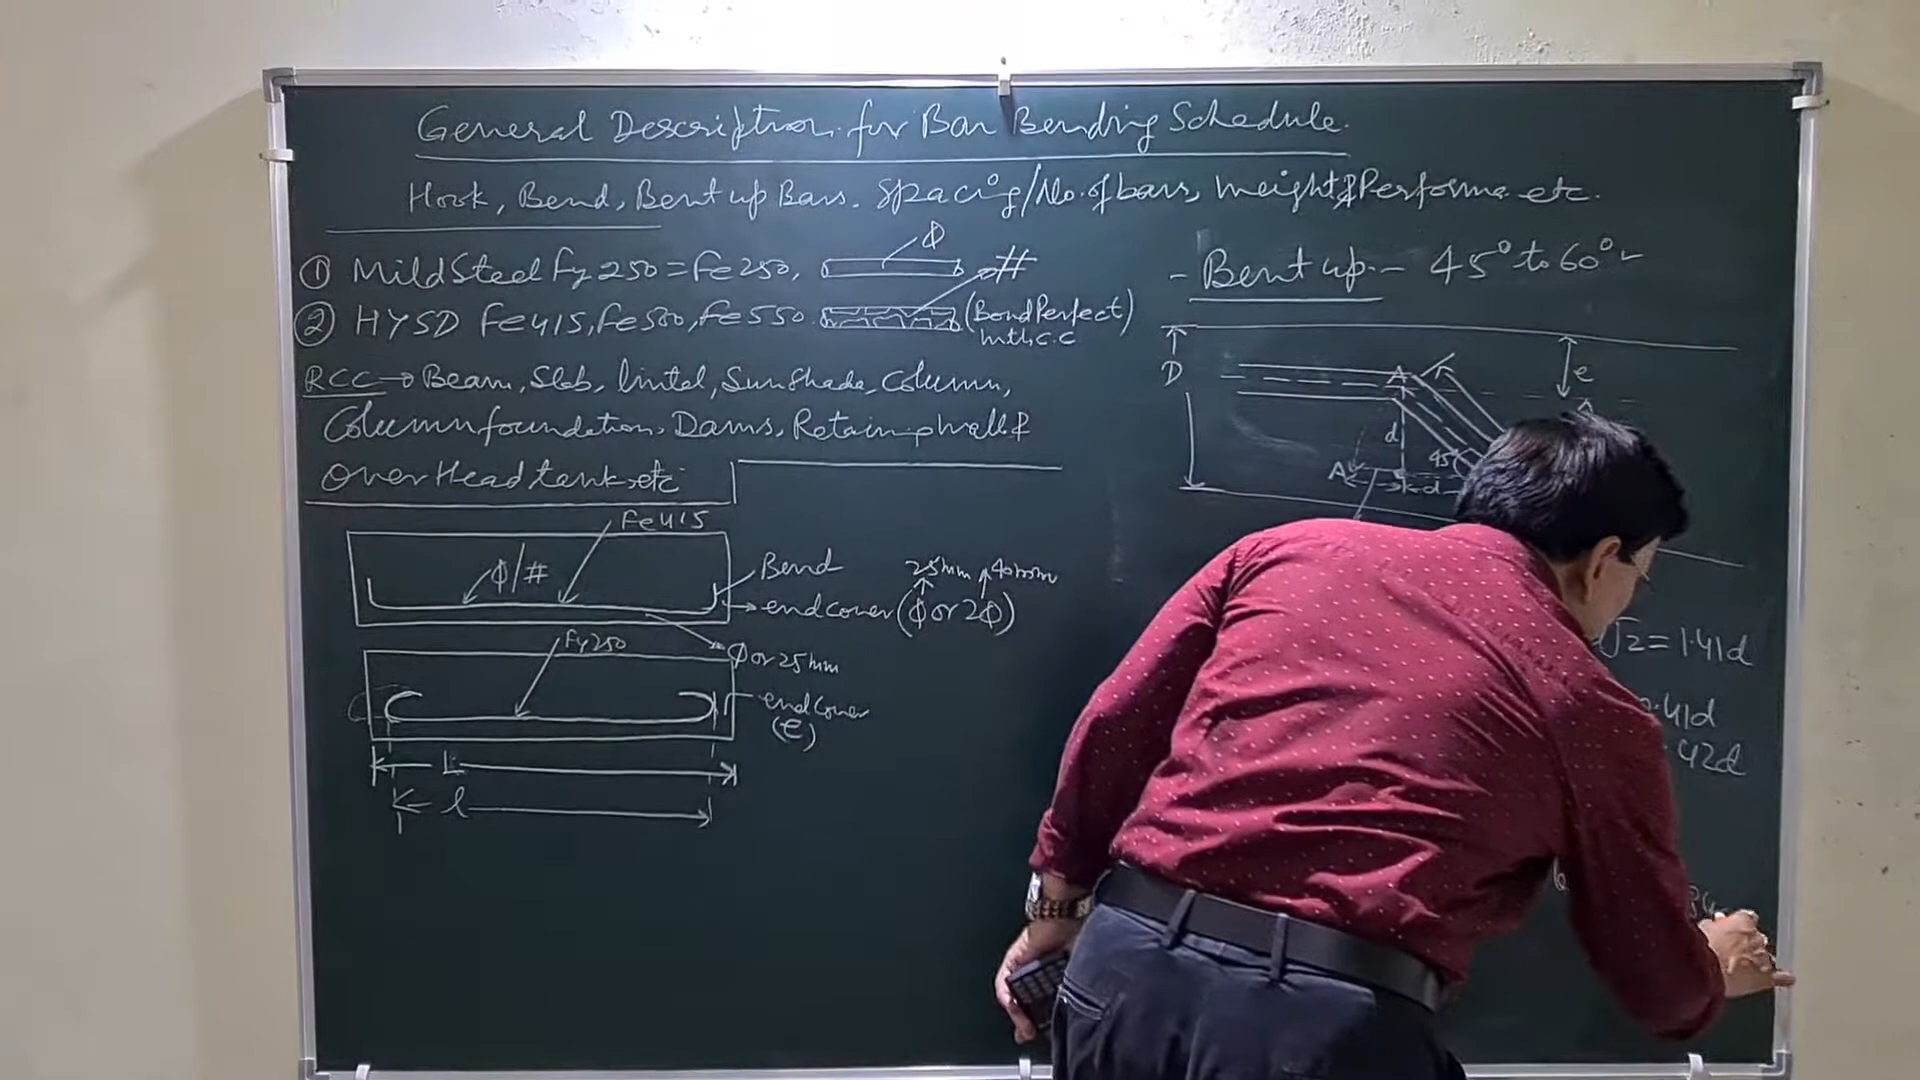 General Description for Bar Bending Schedule.
Hook, Bend, Bent up Bars. Spacing/No. of bars, Weight & Performa etc.
① Mild Steel Fy 250 = Fe 250, ϕ
② HYSD Fe415, Fe500, Fe550. # (Bond Perfect)
with c.c
RCC → Beam, Slab, lintel, Sunshade, Column,
Column foundation, Dams, Retaining wall &
Over Head tank, etc
Fe415
ϕ/#
Bend
25mm 40mm
end cover (ϕ or 2ϕ)
Fy250
ϕ or 25mm
end cover
(e)
L
l
- Bent up - 45° to 60°
D
e
A
d
45°
A
d
√2 = 1.41d
.41d
.42d